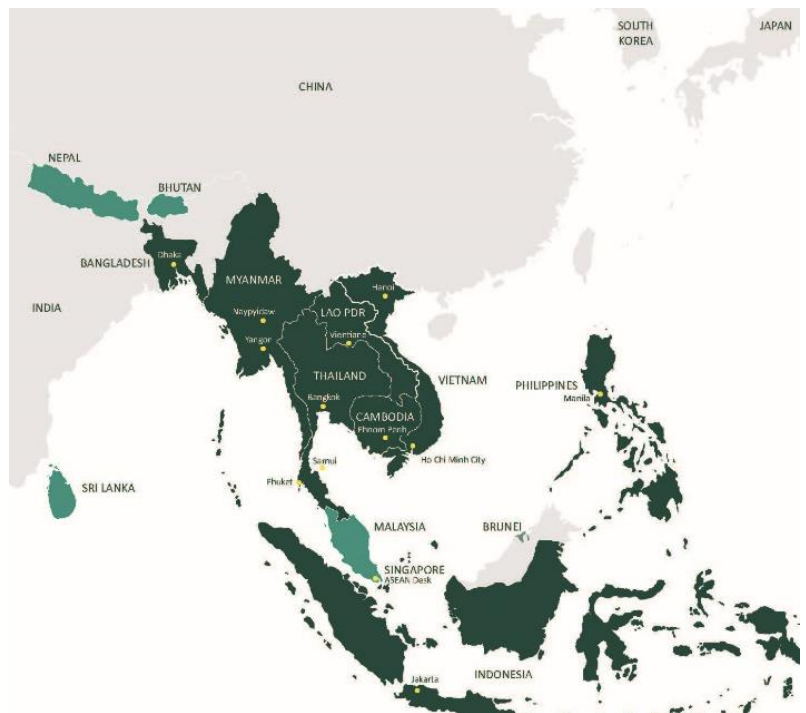 SOUTH
KOREA
JAPAN
CHINA
NEPAL
BHUTAN
BANGLADESH
Dhaka
MYANMAR
INDIA
Hanoi
LAO PDR
Naypyidaw
Vientiane
Yangon
THAILAND
VIETNAM
PHILIPPINES
Manila
Bangkok
CAMBODIA
Phnom Penh
Ho Chi Minh City
Samui
Phuket
SRI LANKA
MALAYSIA
BRUNEI
SINGAPORE
ASEAN Desk
INDONESIA
Jakarta